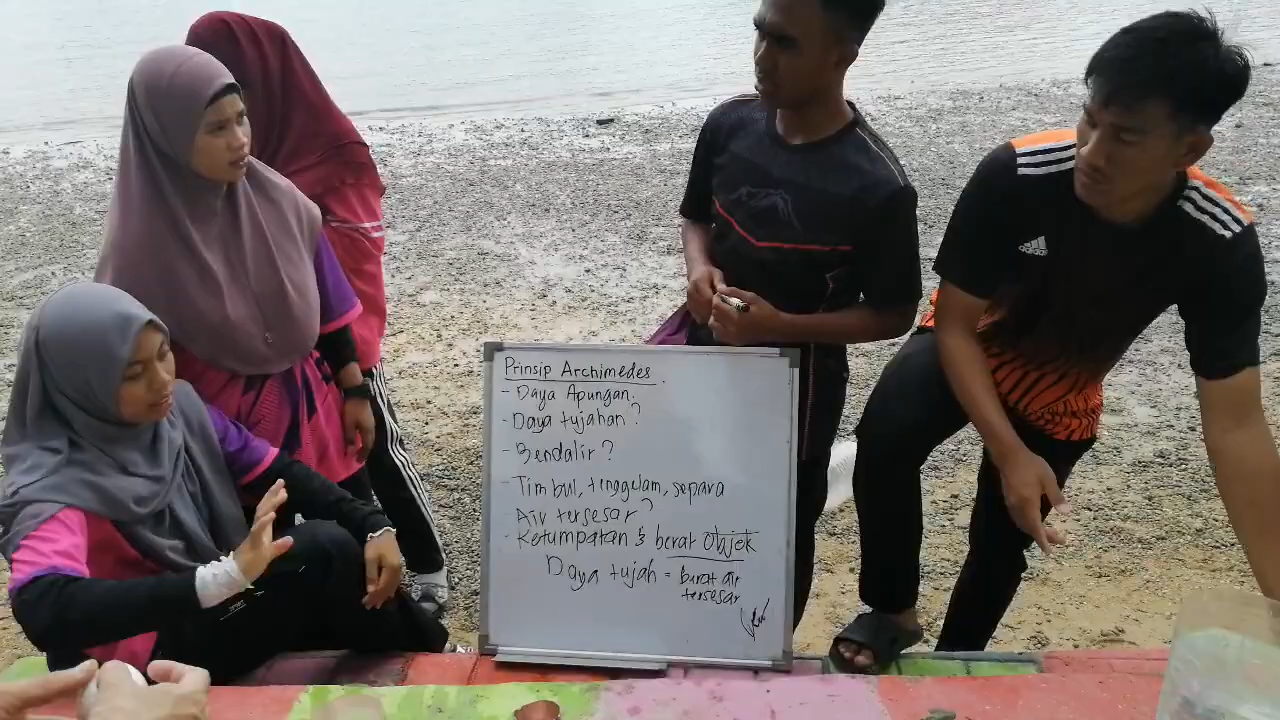 Prinsip Archimedes.
- Daya Apungan.
- Daya tujahan?
- Bendalir?
- Timbul, tenggelam, separa
- Air tersesar?
- Ketumpatan & berat Objek
Daya tujah = berat air
tersesar
adidas